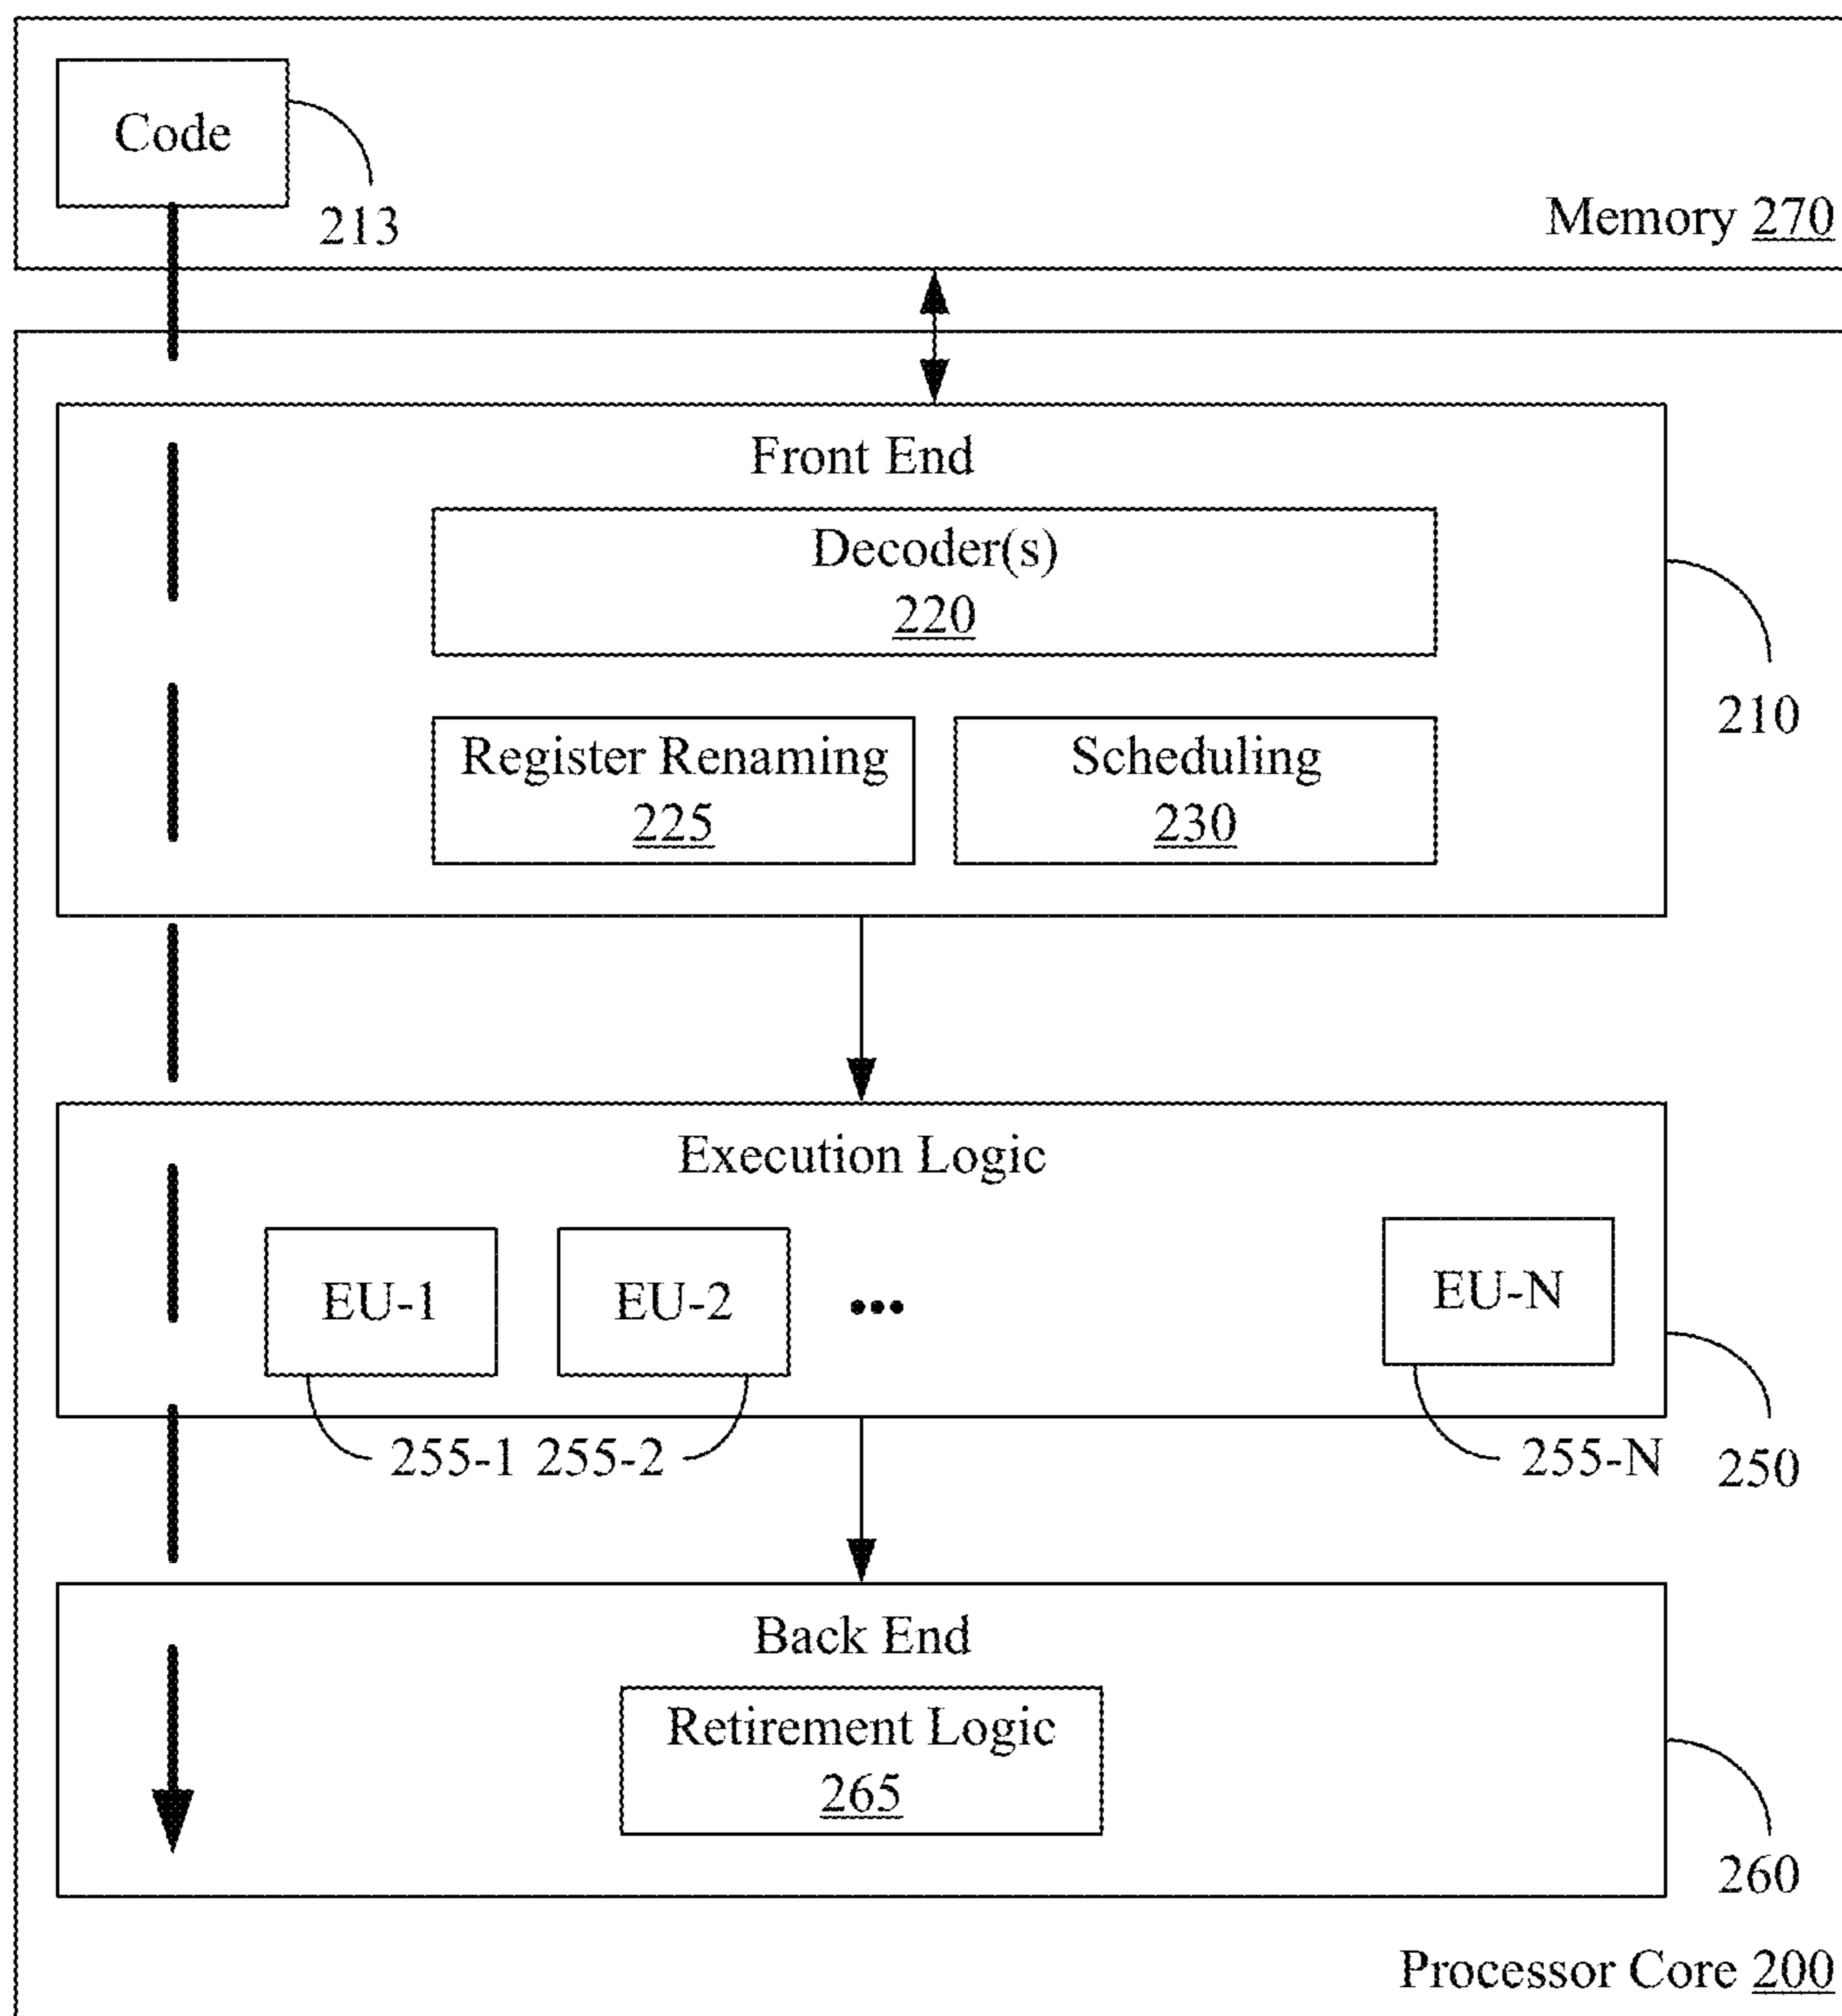 Code
213
Memory 270
Front End
Decoder(s)
220
210
Register Renaming
225
Scheduling
230
Execution Logic
EU-1
EU-2
•••
EU-N
255-1 255-2
255-N
250
Back End
Retirement Logic
265
260
Processor Core 200